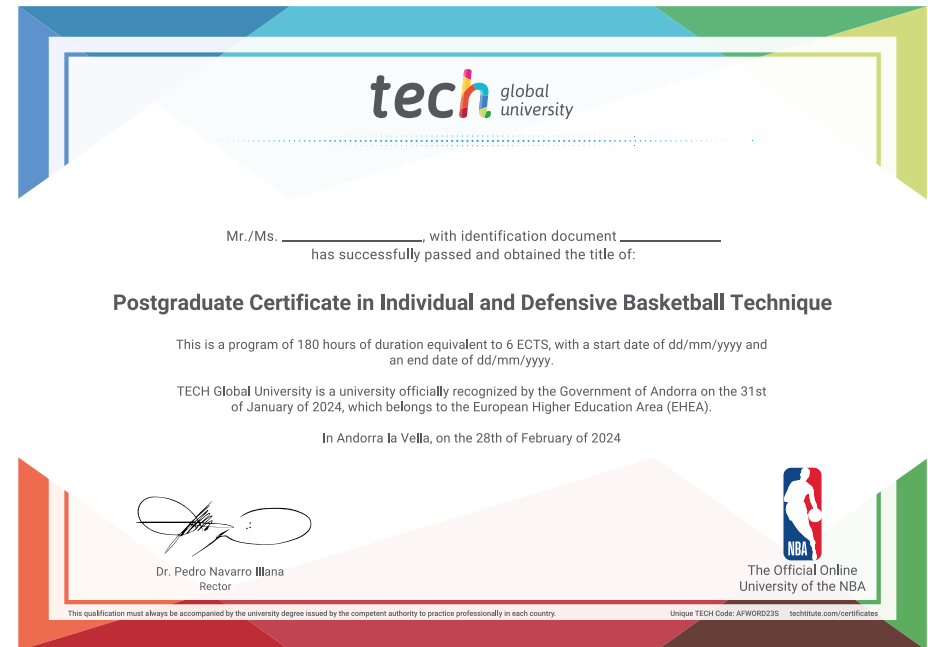 tech global university
Mr./Ms. ____________, with identification document ____________
has successfully passed and obtained the title of:
Postgraduate Certificate in Individual and Defensive Basketball Technique
This is a program of 180 hours of duration equivalent to 6 ECTS, with a start date of dd/mm/yyyy and
an end date of dd/mm/yyyy.
TECH Global University is a university officially recognized by the Government of Andorra on the 31st
of January of 2024, which belongs to the European Higher Education Area (EHEA).
In Andorra la Vella, on the 28th of February of 2024
NBA
Dr. Pedro Navarro Illana
Rector
The Official Online
University of the NBA
This qualification must always be accompanied by the university degree issued by the competent authority to practice professionally in each country.
Unique TECH Code: AFWORD23S techtitute.com/certificates